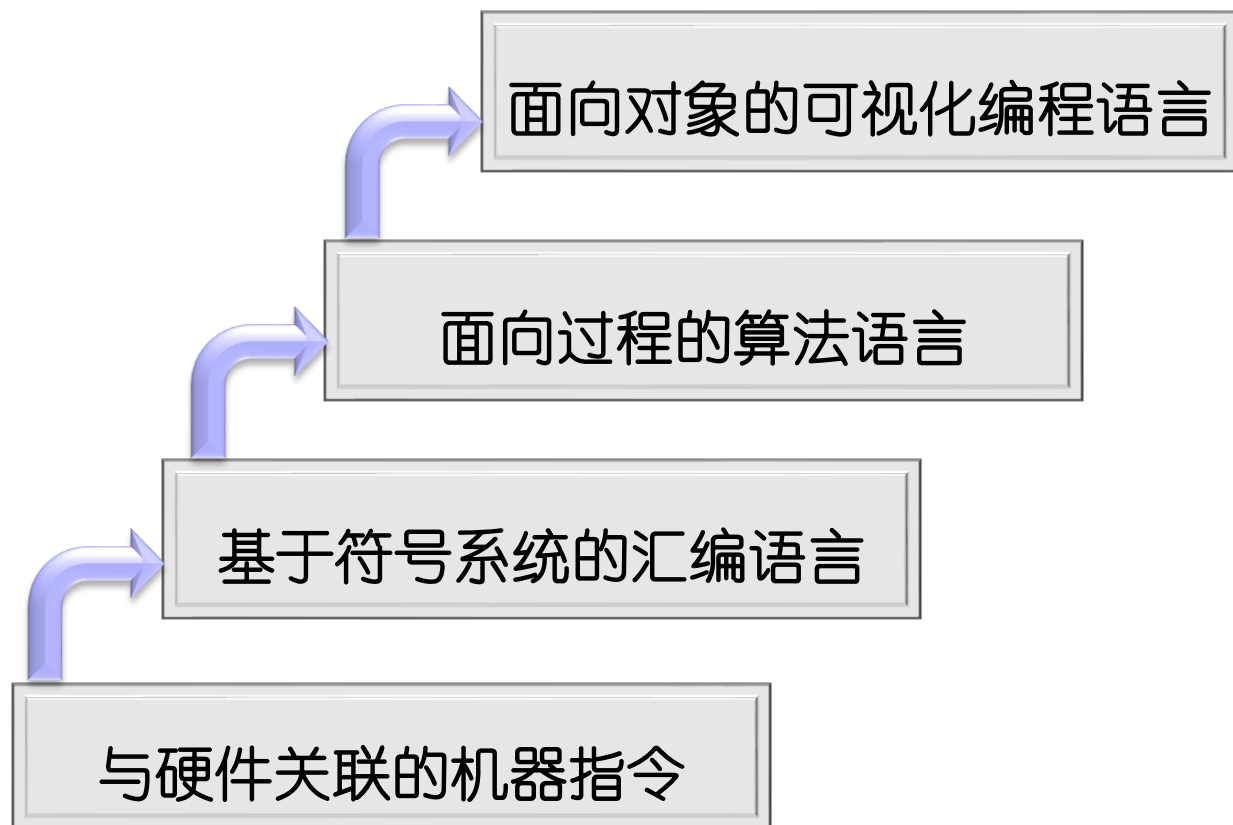 面向对象的可视化编程语言
面向过程的算法语言
基于符号系统的汇编语言
与硬件关联的机器指令